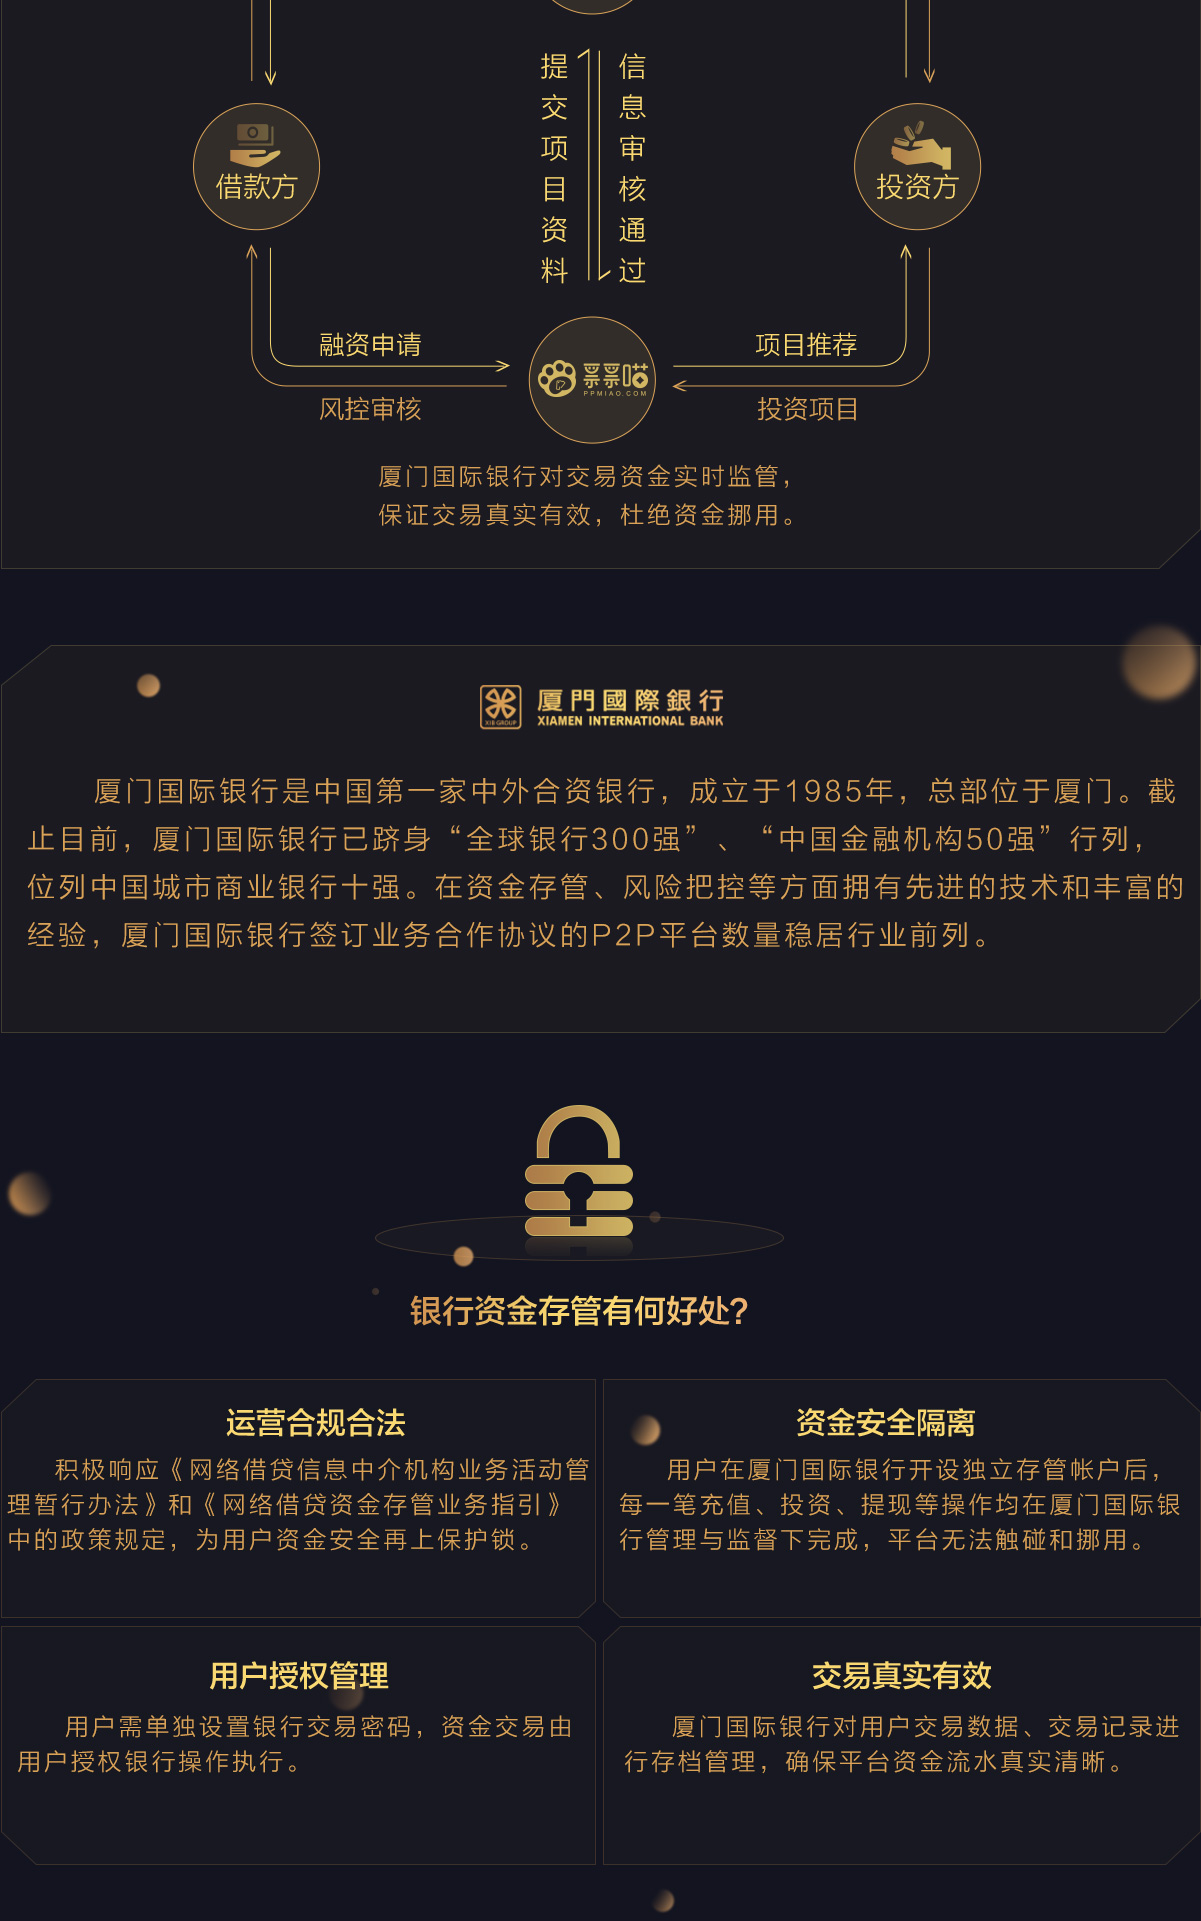 提交项目资料
信息审核通过
借款方
投资方
融资申请
项目推荐
票票喵
PPMIAO.COM
风控审核
投资项目
厦门国际银行对交易资金实时监管，
保证交易真实有效，杜绝资金挪用。
厦門國際銀行
XIB GROUP
XIAMEN INTERNATIONAL BANK
厦门国际银行是中国第一家中外合资银行，成立于1985年，总部位于厦门。截
止目前，厦门国际银行已跻身“全球银行300强”、“中国金融机构50强”行列，
位列中国城市商业银行十强。在资金存管、风险把控等方面拥有先进的技术和丰富的
经验，厦门国际银行签订业务合作协议的P2P平台数量稳居行业前列。
银行资金存管有何好处?
运营合规合法
积极响应《网络借贷信息中介机构业务活动管
理暂行办法》和《网络借贷资金存管业务指引》
中的政策规定，为用户资金安全再上保护锁。
资金安全隔离
用户在厦门国际银行开设独立存管帐户后，
每一笔充值、投资、提现等操作均在厦门国际银
行管理与监督下完成，平台无法触碰和挪用。
用户授权管理
用户需单独设置银行交易密码，资金交易由
用户授权银行操作执行。
交易真实有效
厦门国际银行对用户交易数据、交易记录进
行存档管理，确保平台资金流水真实清晰。